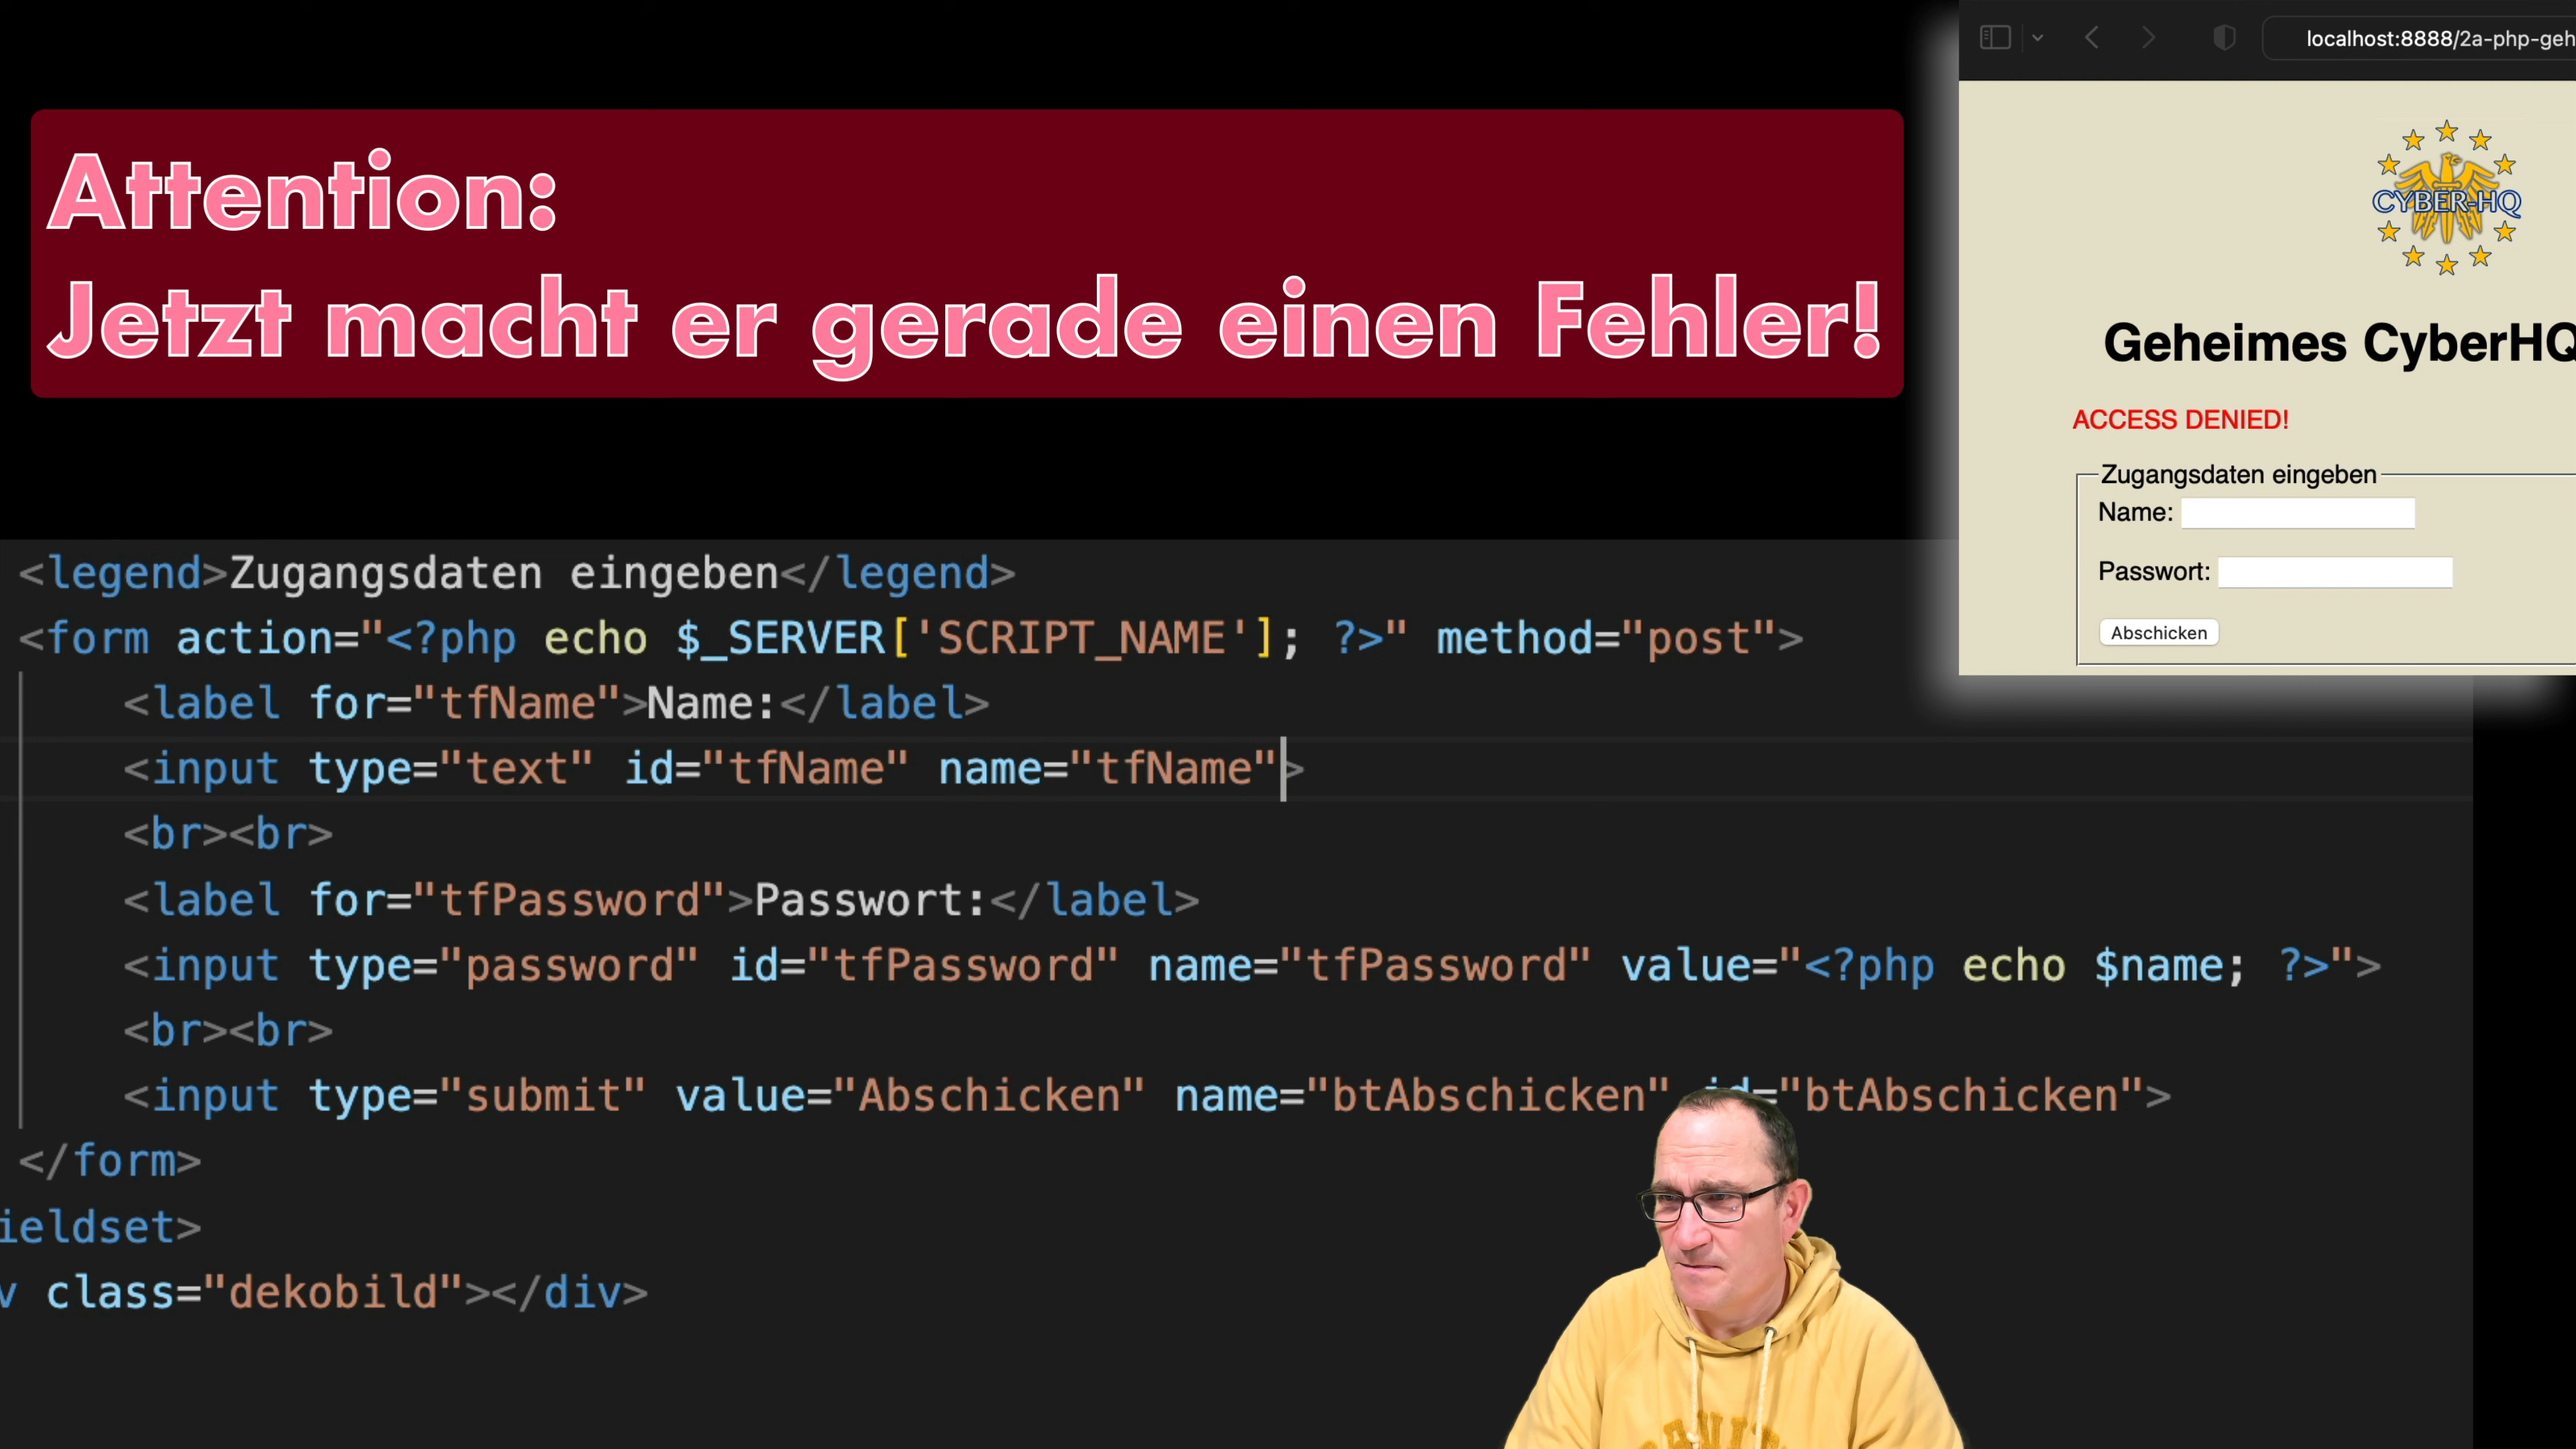 Attention:
Jetzt macht er gerade einen Fehler!
localhost:8888/2a-php-geh
CYBER-HQ
Geheimes CyberHQ
ACCESS DENIED!
Zugangsdaten eingeben
Name:
Passwort:
Abschicken
<legend>Zugangsdaten eingeben</legend>
<form action="<?php echo $_SERVER['SCRIPT_NAME']; ?>" method="post">
<label for="tfName">Name:</label>
<input type="text" id="tfName" name="tfName">
<br><br>
<label for="tfPassword">Passwort:</label>
<input type="password" id="tfPassword" name="tfPassword" value="<?php echo $name; ?>">
<br><br>
<input type="submit" value="Abschicken" name="btAbschicken" id="btAbschicken">
</form>
ieldset>
v class="dekobild"></div>